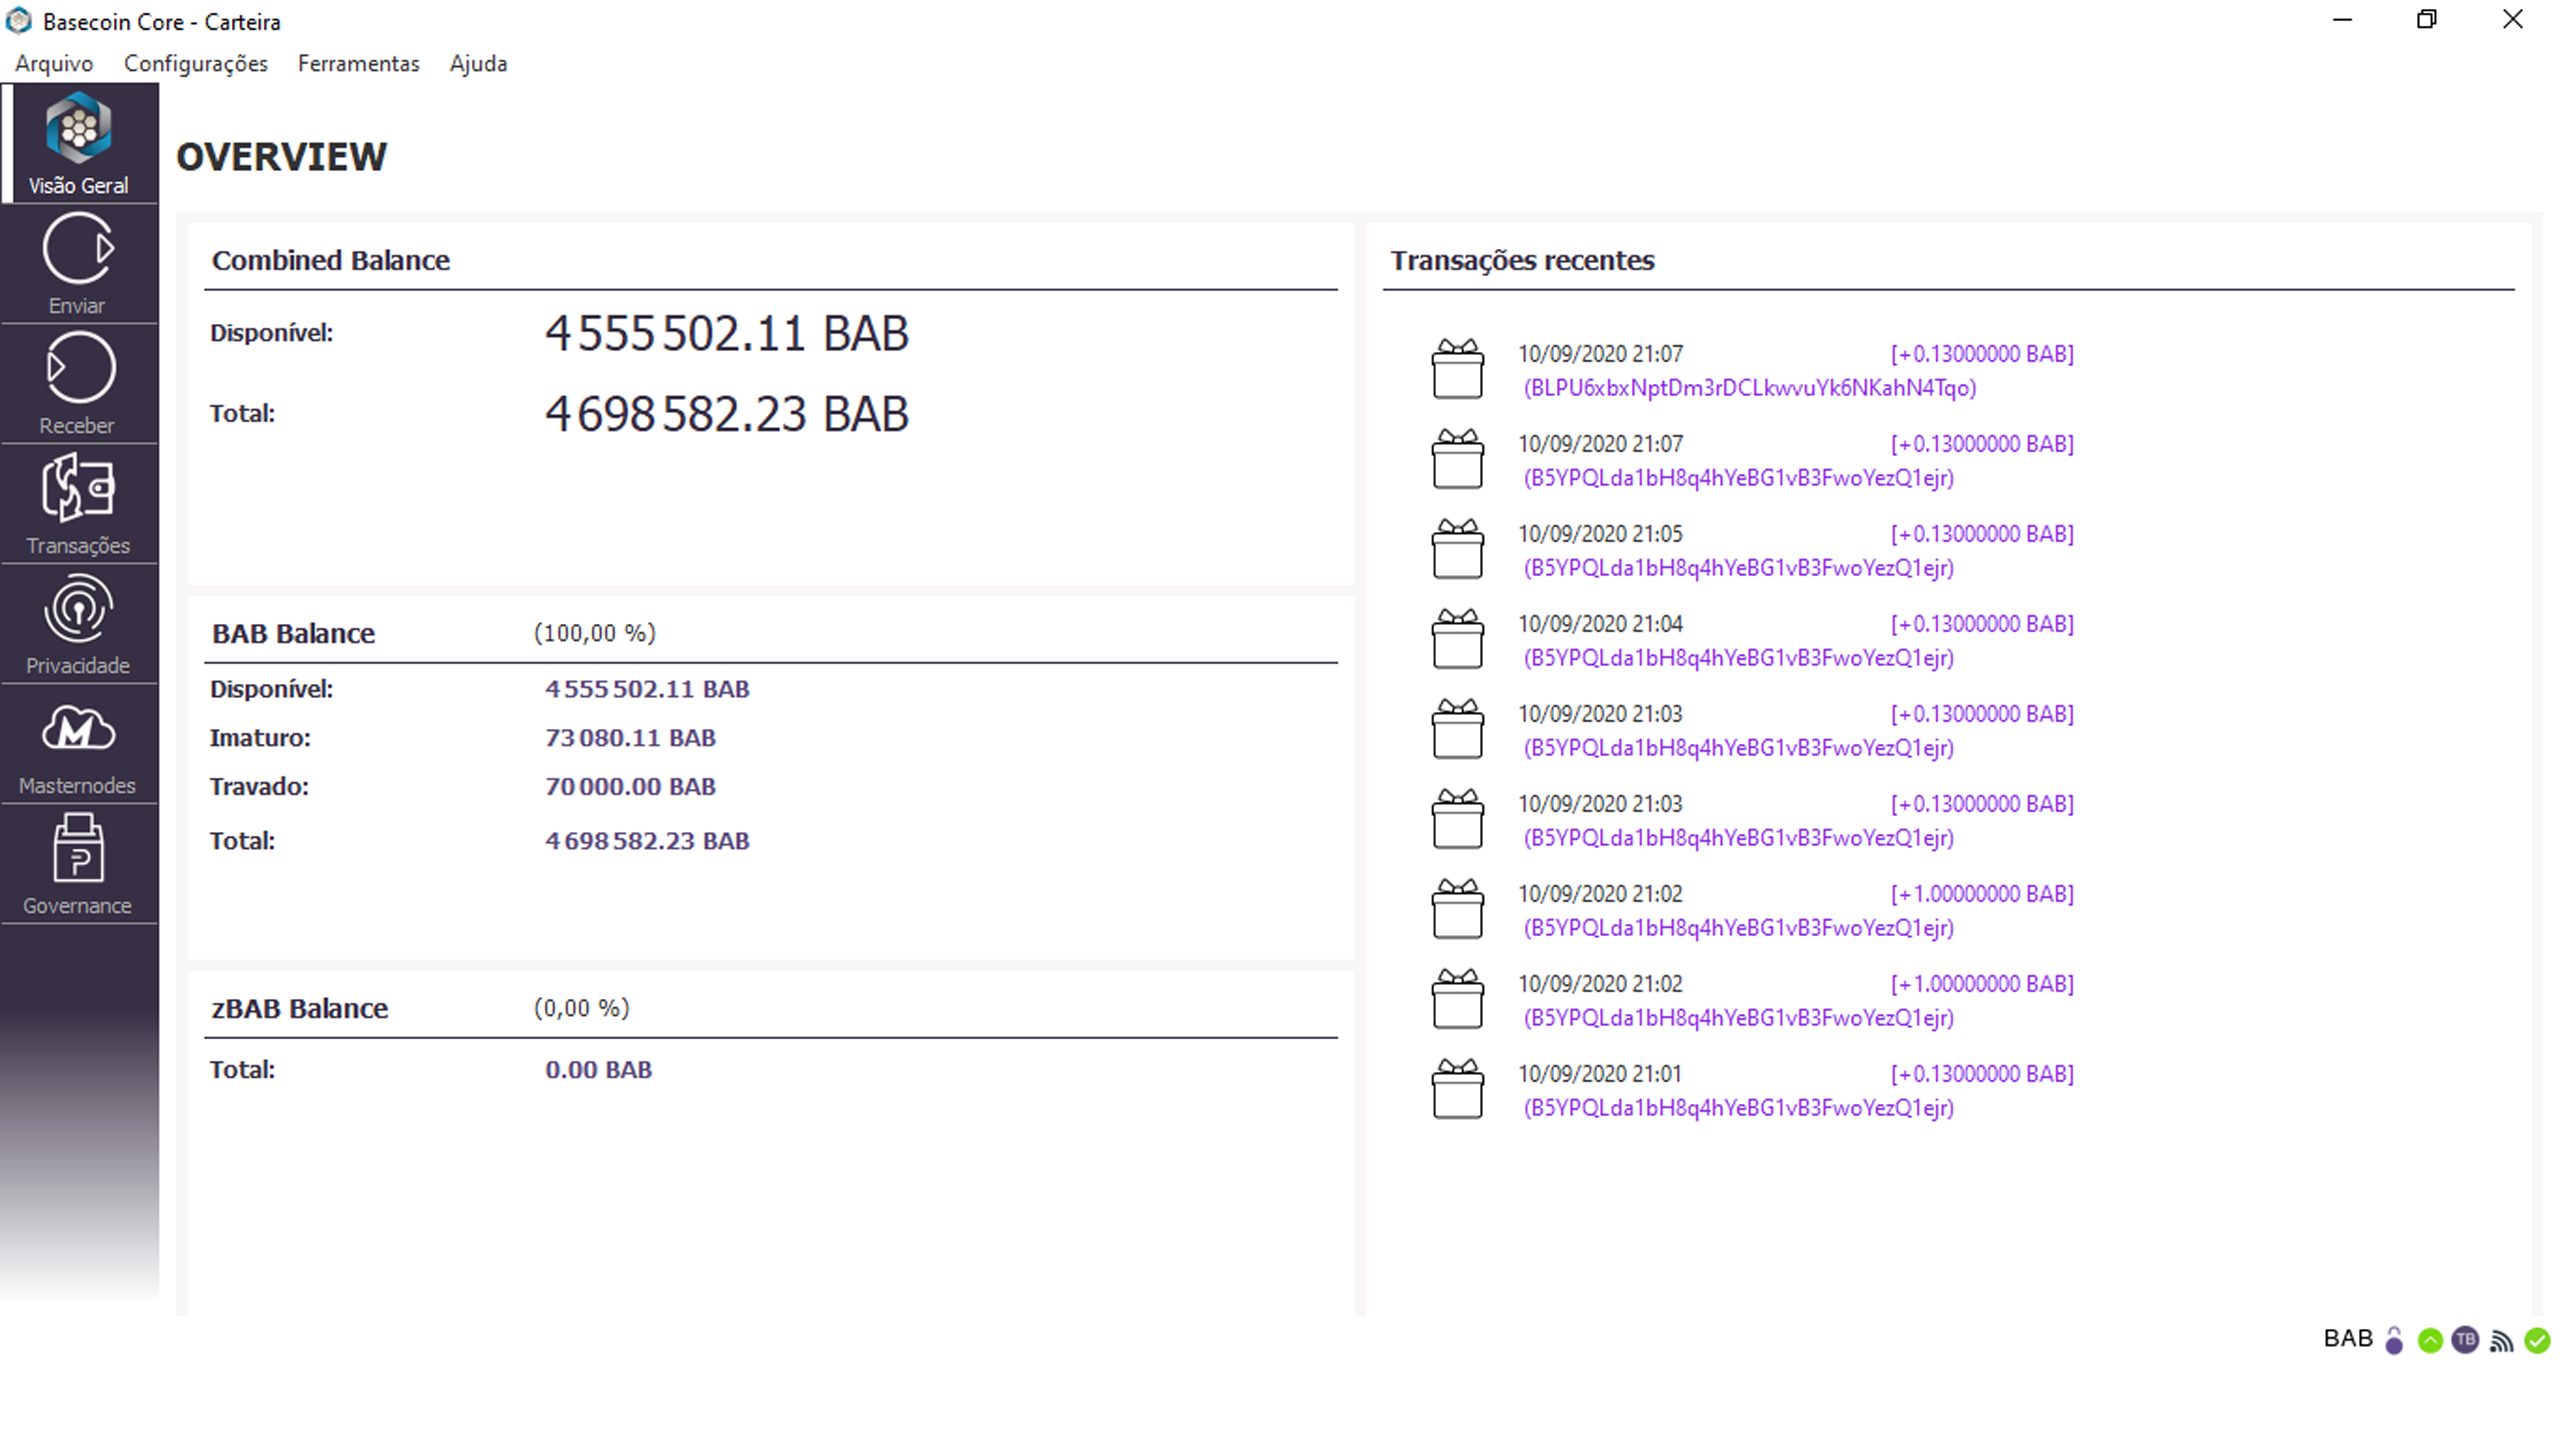 Basecoin Core - Carteira
Arquivo Configurações Ferramentas Ajuda
Visão Geral
Enviar
Receber
Transações
Privacidade
Masternodes
Governance
OVERVIEW
Combined Balance
Disponível: 4 555 502.11 BAB
Total: 4 698 582.23 BAB
BAB Balance (100,00 %)
Disponível: 4 555 502.11 BAB
Imaturo: 73 080.11 BAB
Travado: 70 000.00 BAB
Total: 4 698 582.23 BAB
zBAB Balance (0,00 %)
Total: 0.00 BAB
Transações recentes
10/09/2020 21:07 [+0.13000000 BAB]
(BLPU6xbxNptDm3rDCLkwvuYk6NKahN4Tqo)
10/09/2020 21:07 [+0.13000000 BAB]
(B5YPQLda1bH8q4hYeBG1vB3FwoYezQ1ejr)
10/09/2020 21:05 [+0.13000000 BAB]
(B5YPQLda1bH8q4hYeBG1vB3FwoYezQ1ejr)
10/09/2020 21:04 [+0.13000000 BAB]
(B5YPQLda1bH8q4hYeBG1vB3FwoYezQ1ejr)
10/09/2020 21:03 [+0.13000000 BAB]
(B5YPQLda1bH8q4hYeBG1vB3FwoYezQ1ejr)
10/09/2020 21:03 [+0.13000000 BAB]
(B5YPQLda1bH8q4hYeBG1vB3FwoYezQ1ejr)
10/09/2020 21:02 [+1.00000000 BAB]
(B5YPQLda1bH8q4hYeBG1vB3FwoYezQ1ejr)
10/09/2020 21:02 [+1.00000000 BAB]
(B5YPQLda1bH8q4hYeBG1vB3FwoYezQ1ejr)
10/09/2020 21:01 [+0.13000000 BAB]
(B5YPQLda1bH8q4hYeBG1vB3FwoYezQ1ejr)
BAB TB